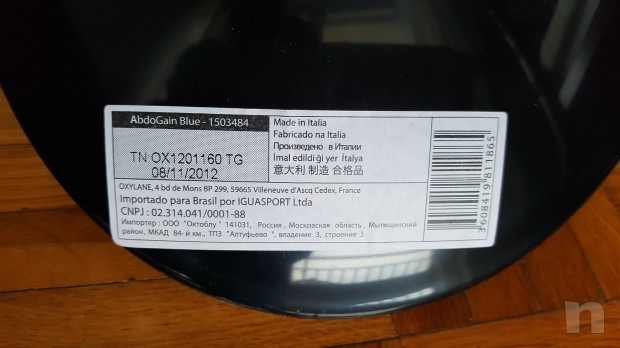 AbdoGain Blue - 1503484
TN OX1201160 TG
08/11/2012
Made in Italia
Fabricado na Italia
Произведено в Италии
İmal edildiği yer İtalya
意大利 制造 合格品
3608419811865
OXYLANE, 4 bd de Mons BP 299, 59665 Villeneuve d'Ascq Cedex, France
Importado para Brasil por IGUASPORT Ltda
CNPJ : 02.314.041/0001-88
Импортер : ООО "Октоблу" 141031, Россия , Московская область , Мытищинский
район, МКАД 84-й км., ТПЗ "Алтуфьево", владение 3, строение 3
n